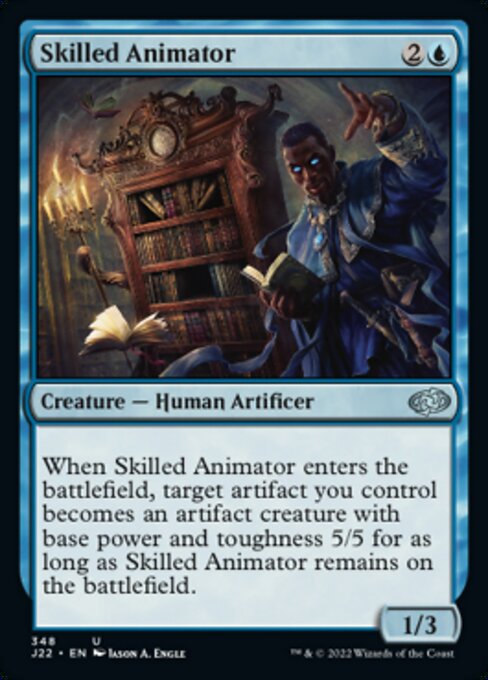 Skilled Animator 2
Creature — Human Artificer
When Skilled Animator enters the
battlefield, target artifact you control
becomes an artifact creature with
base power and toughness 5/5 for as
long as Skilled Animator remains on
the battlefield.
1/3
348 U
J22 • EN Jason A. Engle
™ & © 2022 Wizards of the Coast